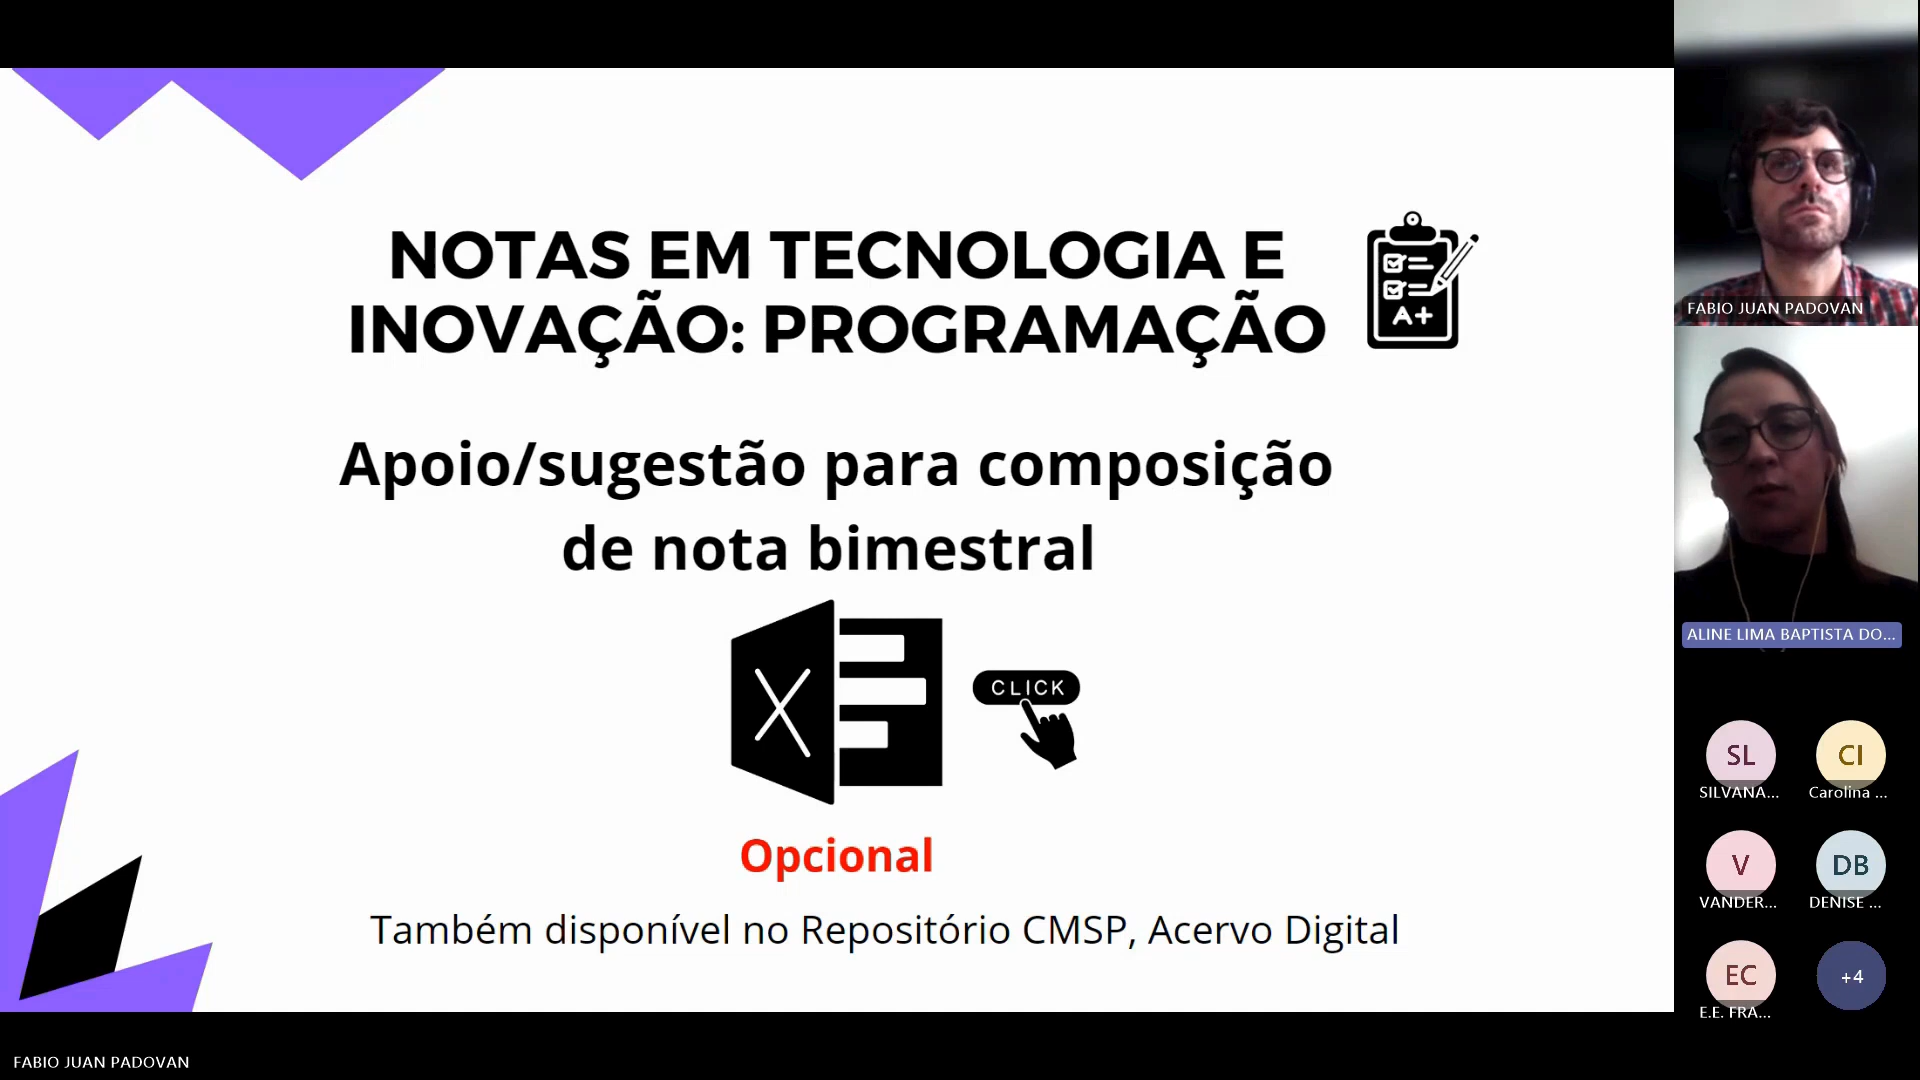 NOTAS EM TECNOLOGIA E
INOVAÇÃO: PROGRAMAÇÃO
A+
Apoio/sugestão para composição
de nota bimestral
X
CLICK
Opcional
Também disponível no Repositório CMSP, Acervo Digital
FABIO JUAN PADOVAN
FABIO JUAN PADOVAN
ALINE LIMA BAPTISTA DO...
SL
SILVANA...
CI
Carolina ...
V
VANDER...
DB
DENISE ...
EC
E.E. FRA...
+4